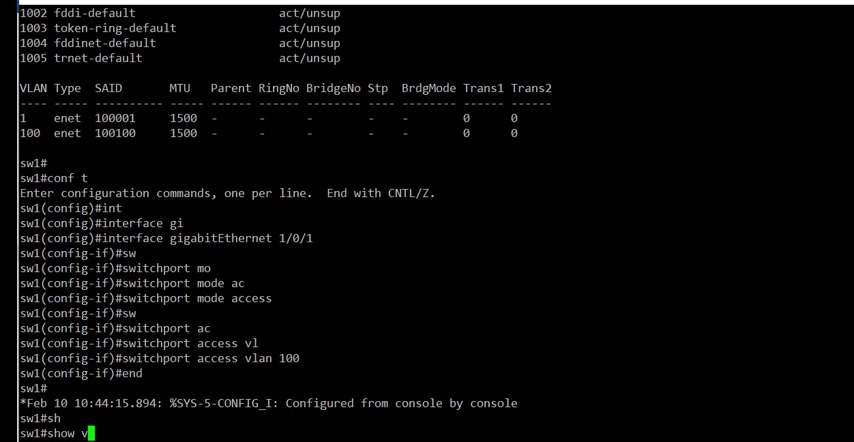 1002 fddi-default act/unsup
1003 token-ring-default act/unsup
1004 fddinet-default act/unsup
1005 trnet-default act/unsup
VLAN Type SAID MTU Parent RingNo BridgeNo Stp BrdgMode Trans1 Trans2
---- ----- ---------- ----- ------ ------ -------- ---- -------- ------ ------
1 enet 100001 1500 - - - - - 0 0
100 enet 100100 1500 - - - - - 0 0
sw1#
sw1#conf t
Enter configuration commands, one per line. End with CNTL/Z.
sw1(config)#int
sw1(config)#interface gi
sw1(config)#interface gigabitEthernet 1/0/1
sw1(config-if)#sw
sw1(config-if)#switchport mo
sw1(config-if)#switchport mode ac
sw1(config-if)#switchport mode access
sw1(config-if)#sw
sw1(config-if)#switchport ac
sw1(config-if)#switchport access vl
sw1(config-if)#switchport access vlan 100
sw1(config-if)#end
sw1#
*Feb 10 10:44:15.894: %SYS-5-CONFIG_I: Configured from console by console
sw1#sh
sw1#show v